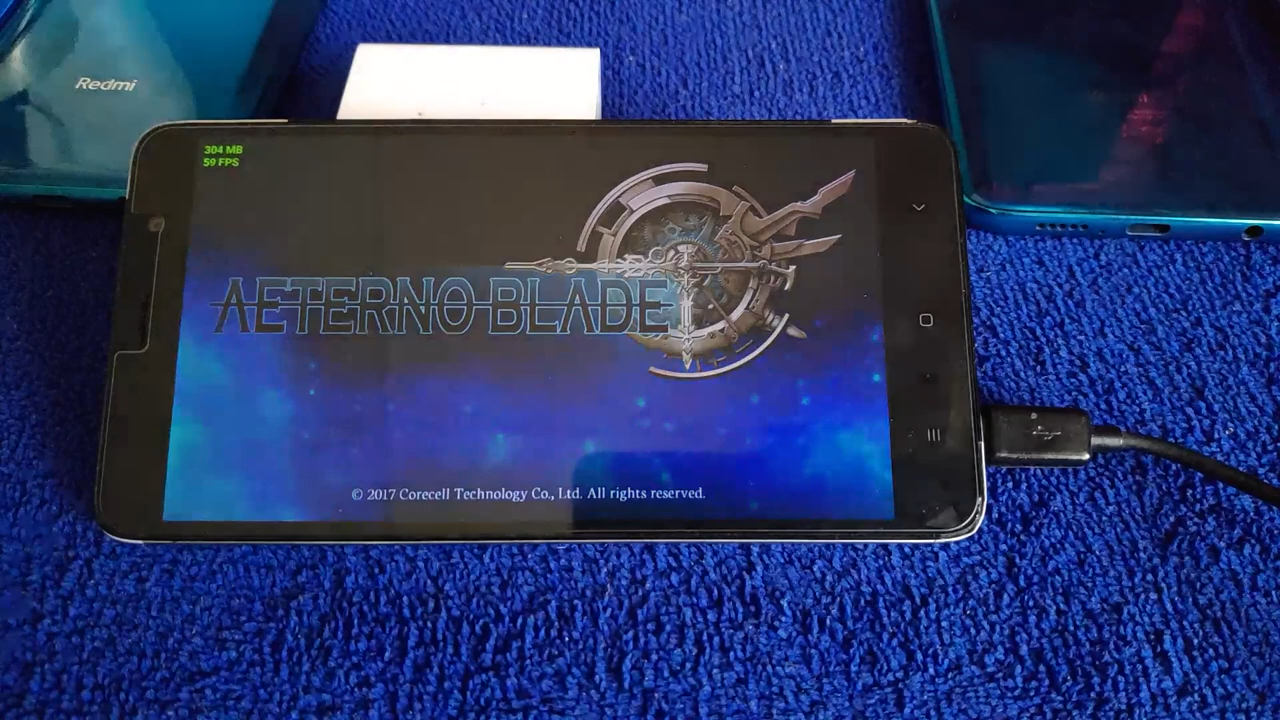 Redmi
304 MB
59 FPS
AETERNO BLADE
© 2017 Corecell Technology Co., Ltd. All rights reserved.